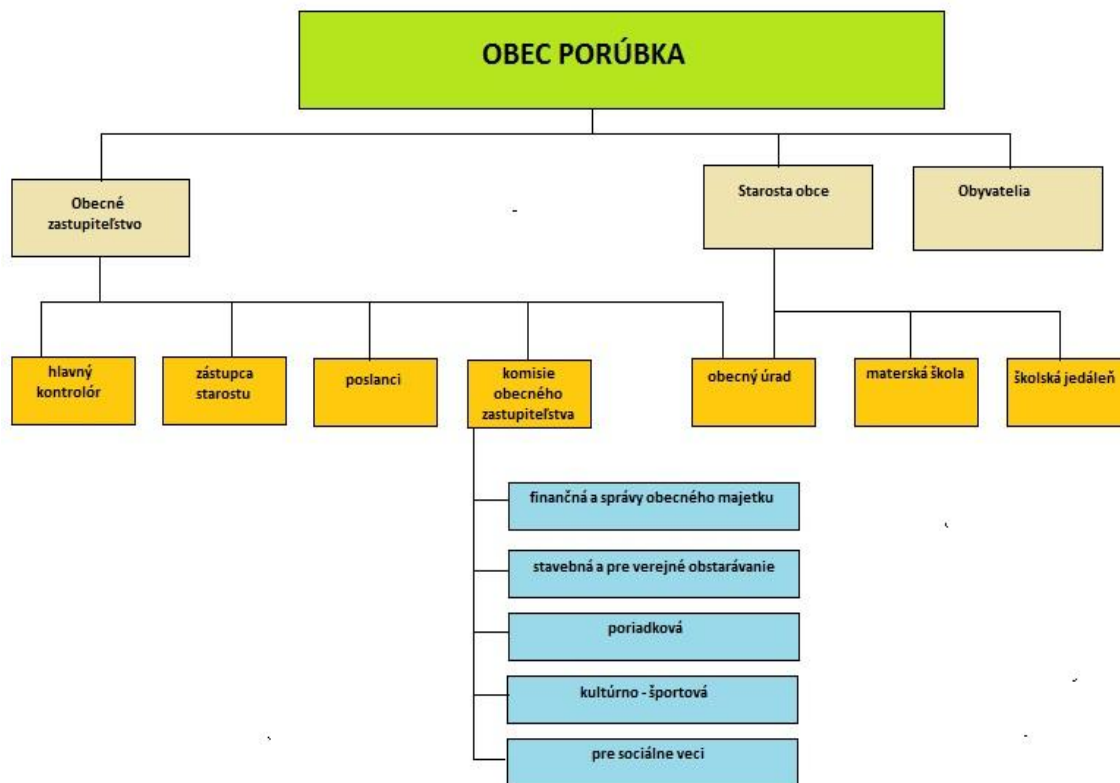 OBEC PORÚBKA
Obecné
zastupiteľstvo
Starosta obce
Obyvatelia
hlavný
kontrolór
zástupca
starostu
poslanci
komisie
obecného
zastupiteľstva
obecný úrad
materská škola
školská jedáleň
finančná a správy obecného majetku
stavebná a pre verejné obstarávanie
poriadková
kultúrno - športová
pre sociálne veci